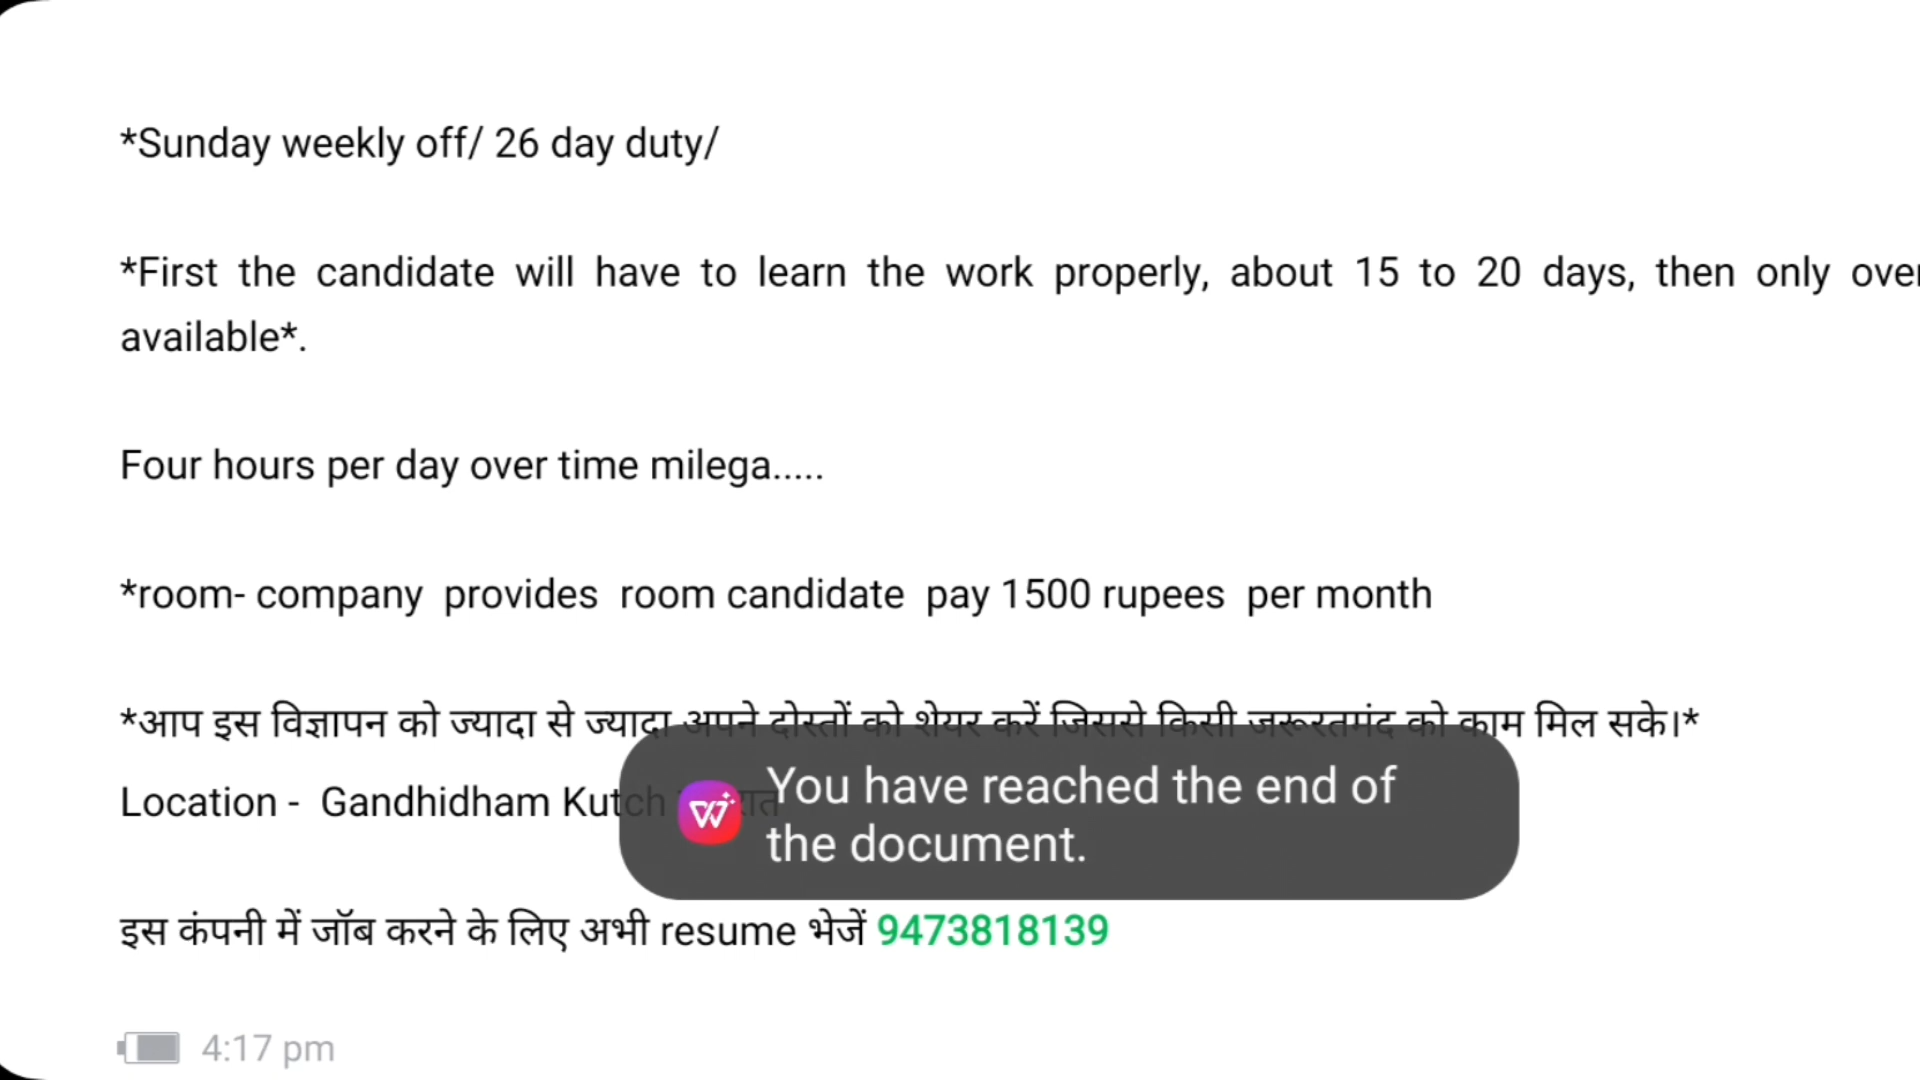 *Sunday weekly off/ 26 day duty/
*First the candidate will have to learn the work properly, about 15 to 20 days, then only over
available*.
Four hours per day over time milega.....
*room- company provides room candidate pay 1500 rupees per month
*आप इस विज्ञापन को ज्यादा से ज्यादा अपने दोस्तों को शेयर करें जिससे किसी जरूरतमंद को काम मिल सके।*
Location - Gandhidham Kutch
You have reached the end of
the document.
इस कंपनी में जॉब करने के लिए अभी resume भेजें 9473818139
4:17 pm